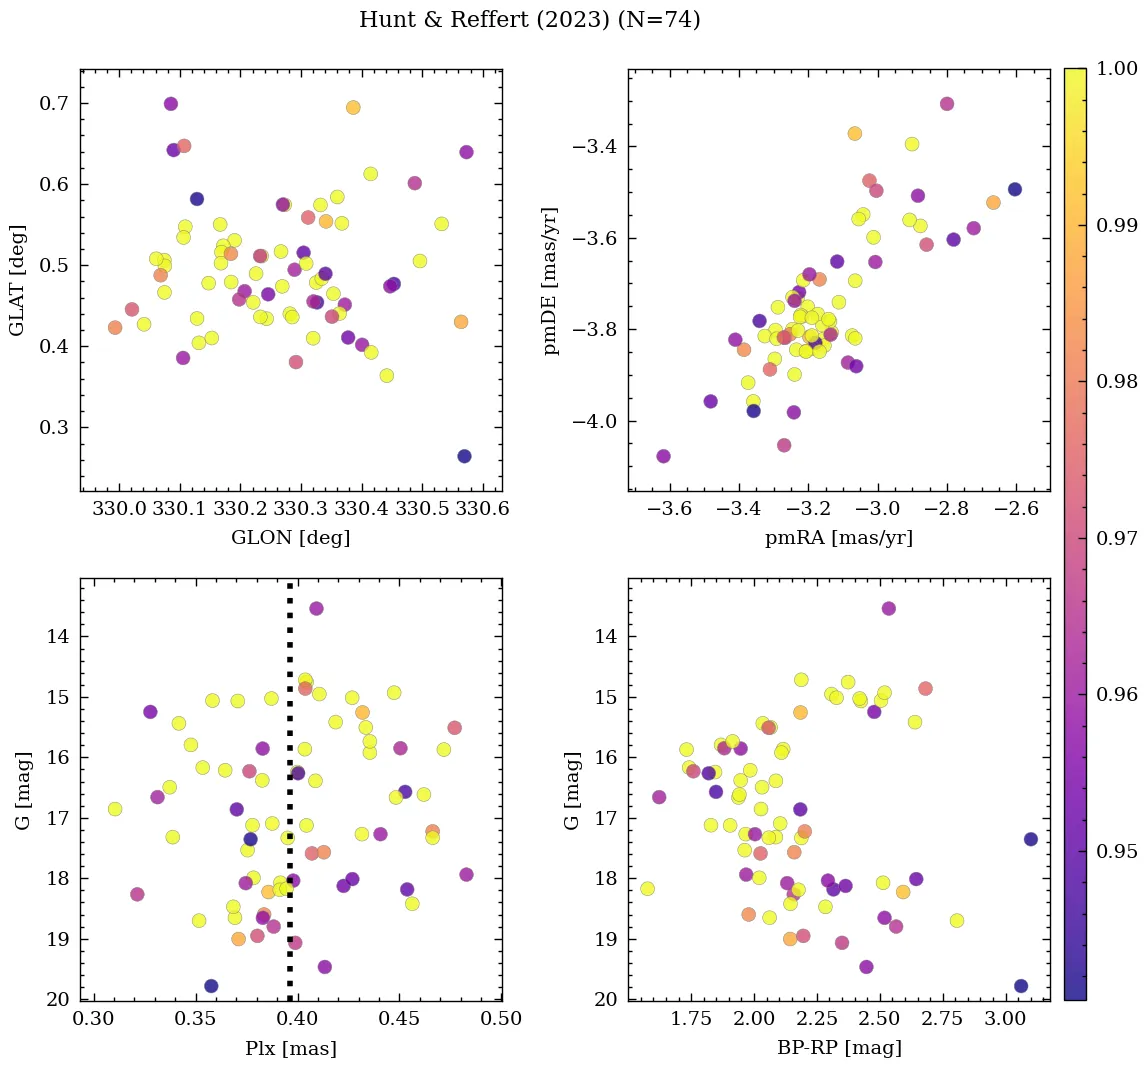 Hunt & Reffert (2023) (N=74)
0.7
0.6
0.5
0.4
0.3
GLAT [deg]
330.0 330.1 330.2 330.3 330.4 330.5 330.6
GLON [deg]
−3.4
−3.6
−3.8
−4.0
pmDE [mas/yr]
−3.6 −3.4 −3.2 −3.0 −2.8 −2.6
pmRA [mas/yr]
1.00
0.99
0.98
0.97
0.96
0.95
14
15
16
17
18
19
20
G [mag]
0.30 0.35 0.40 0.45 0.50
Plx [mas]
14
15
16
17
18
19
20
G [mag]
1.75 2.00 2.25 2.50 2.75 3.00
BP-RP [mag]